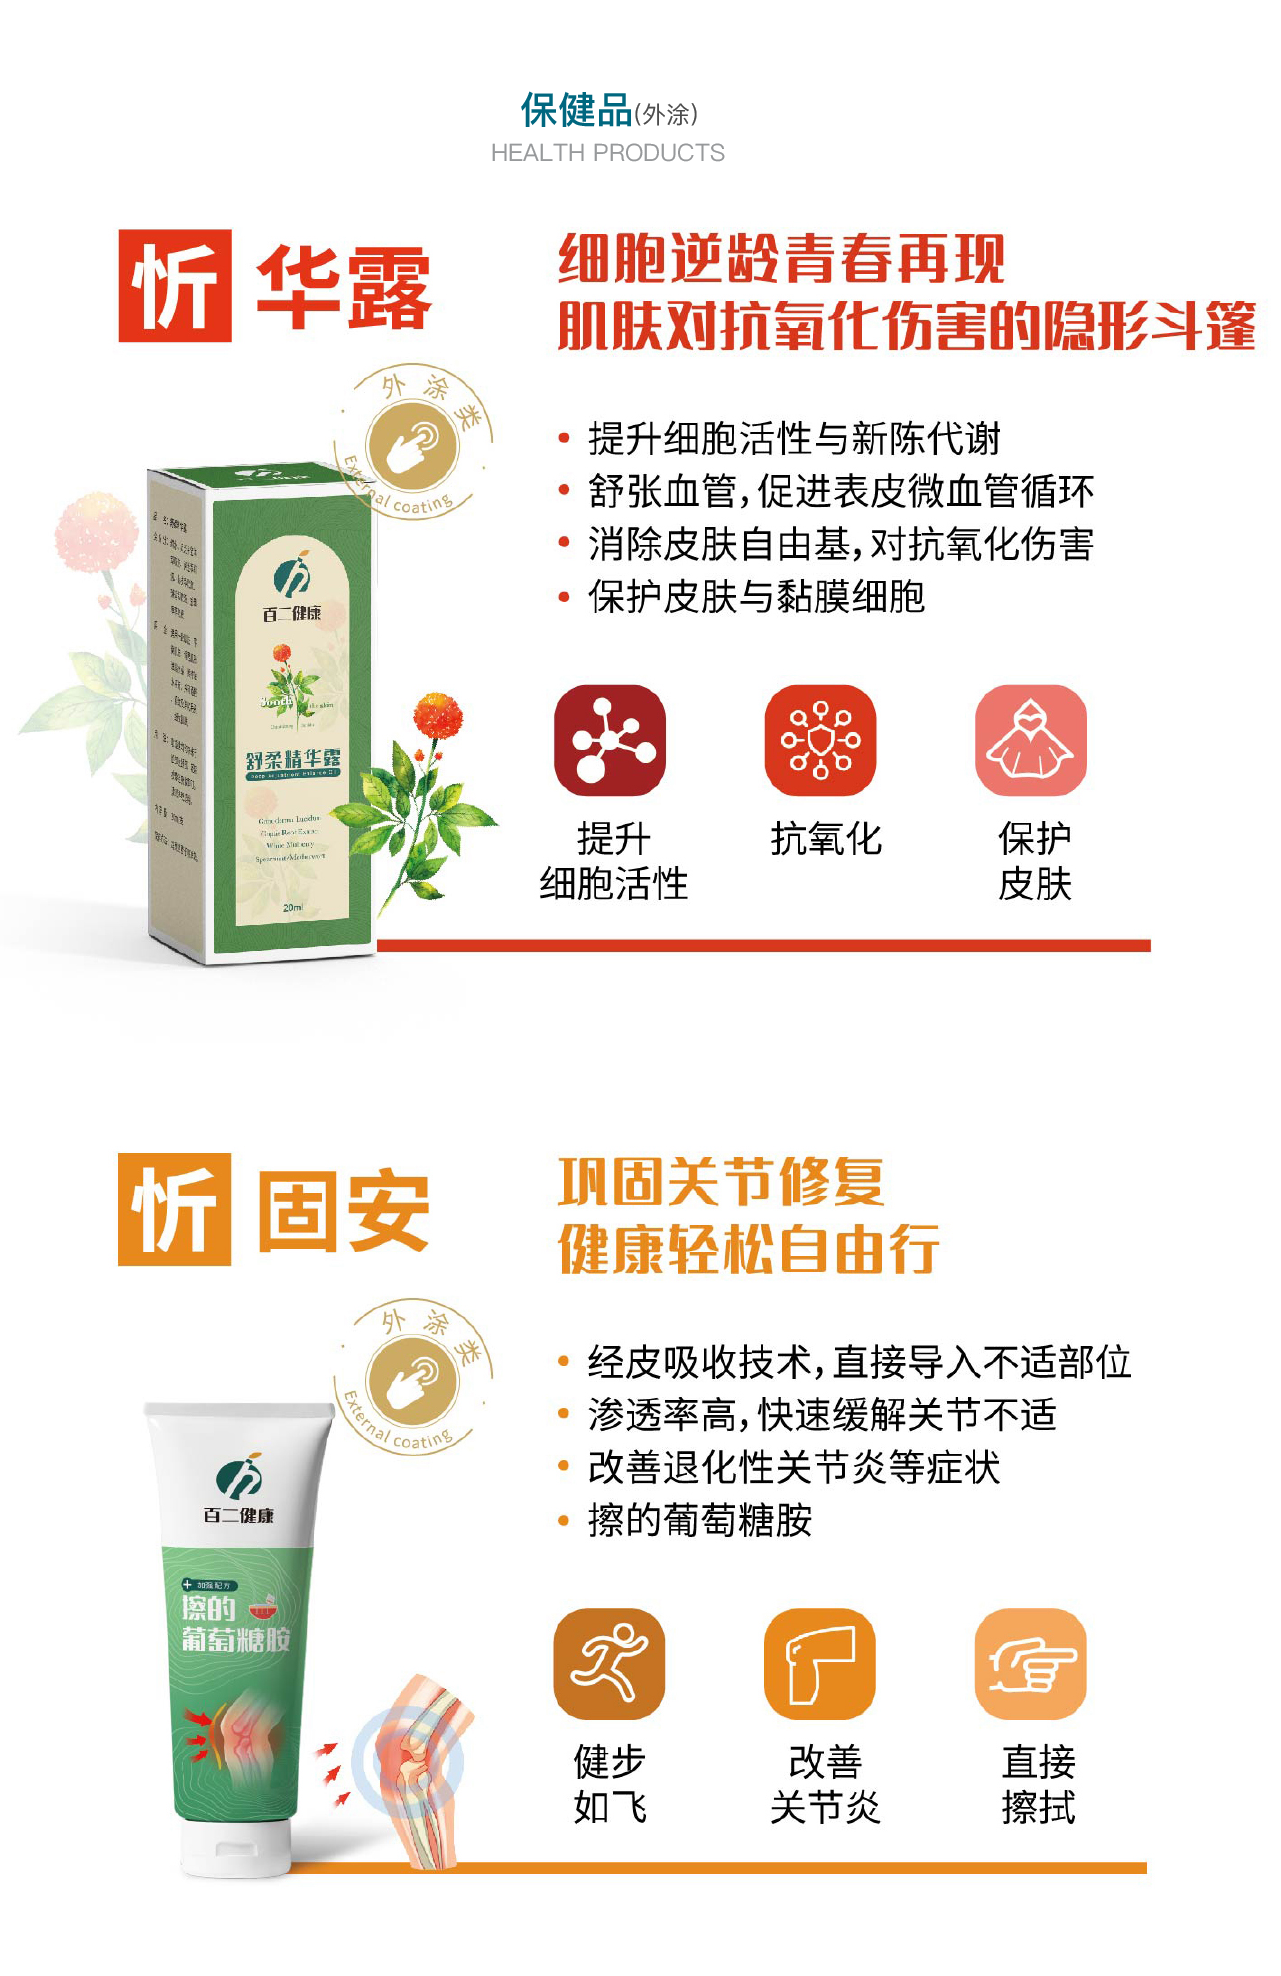 保健品(外涂)
HEALTH PRODUCTS
忻 华露
细胞逆龄青春再现
肌肤对抗氧化伤害的隐形斗篷
外涂类
External coating
提升细胞活性与新陈代谢
舒张血管,促进表皮微血管循环
消除皮肤自由基,对抗氧化伤害
保护皮肤与黏膜细胞
百二健康
舒柔精华露
20ml
提升
细胞活性
抗氧化
保护
皮肤
忻 固安
巩固关节修复
健康轻松自由行
外涂类
External coating
经皮吸收技术,直接导入不适部位
渗透率高,快速缓解关节不适
改善退化性关节炎等症状
擦的葡萄糖胺
百二健康
加强配方
擦的
葡萄糖胺
健步
如飞
改善
关节炎
直接
擦拭